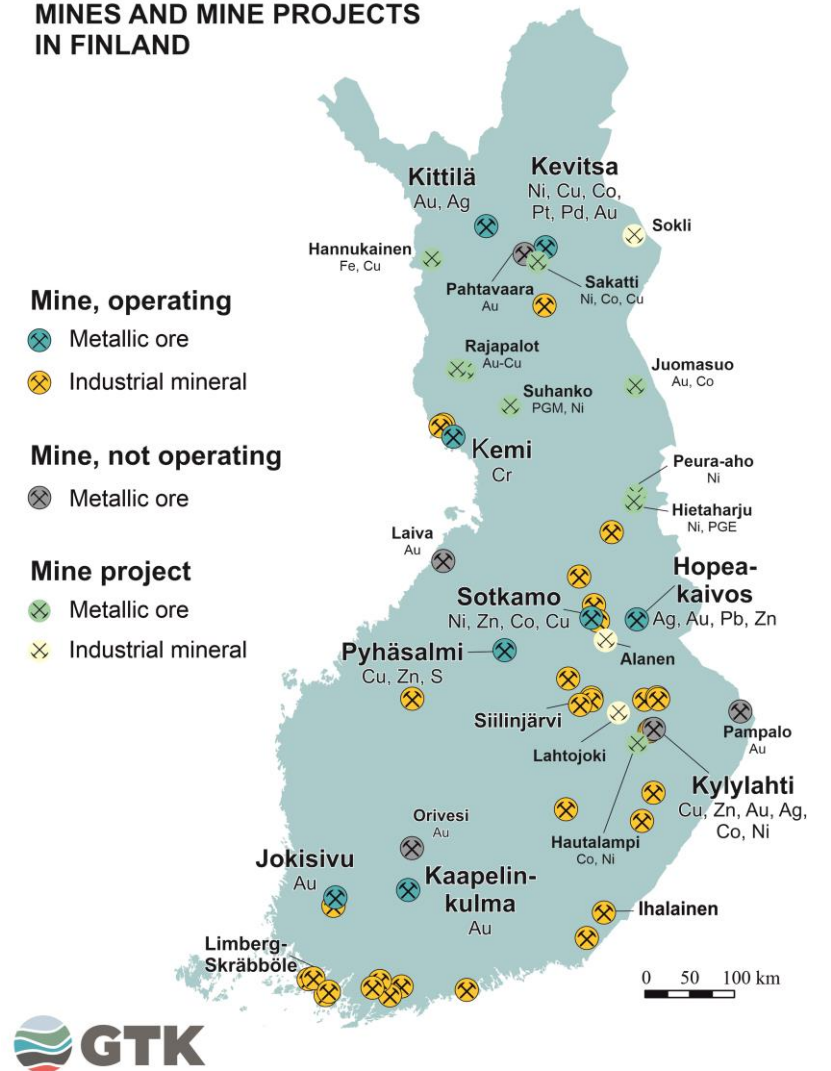 MINES AND MINE PROJECTS
IN FINLAND
Kittilä
Au, Ag
Kevitsa
Ni, Cu, Co,
Pt, Pd, Au
Sokli
Hannukainen
Fe, Cu
Pahtavaara
Au
Sakatti
Ni, Co, Cu
Mine, operating
Metallic ore
Industrial mineral
Rajapalot
Au-Cu
Juomasuo
Au, Co
Suhanko
PGM, Ni
Mine, not operating
Metallic ore
Kemi
Cr
Peura-aho
Ni
Hietaharju
Ni, PGE
Laiva
Au
Mine project
Metallic ore
Industrial mineral
Hopea-
kaivos
Ag, Au, Pb, Zn
Sotkamo
Ni, Zn, Co, Cu
Pyhäsalmi
Cu, Zn, S
Alanen
Siilinjärvi
Lahtojoki
Pampalo
Au
Kylylahti
Cu, Zn, Au, Ag,
Co, Ni
Hautalampi
Co, Ni
Orivesi
Au
Jokisivu
Au
Kaapelin-
kulma
Au
Ihalainen
Limberg-
Skräbböle
0 50 100 km
GTK